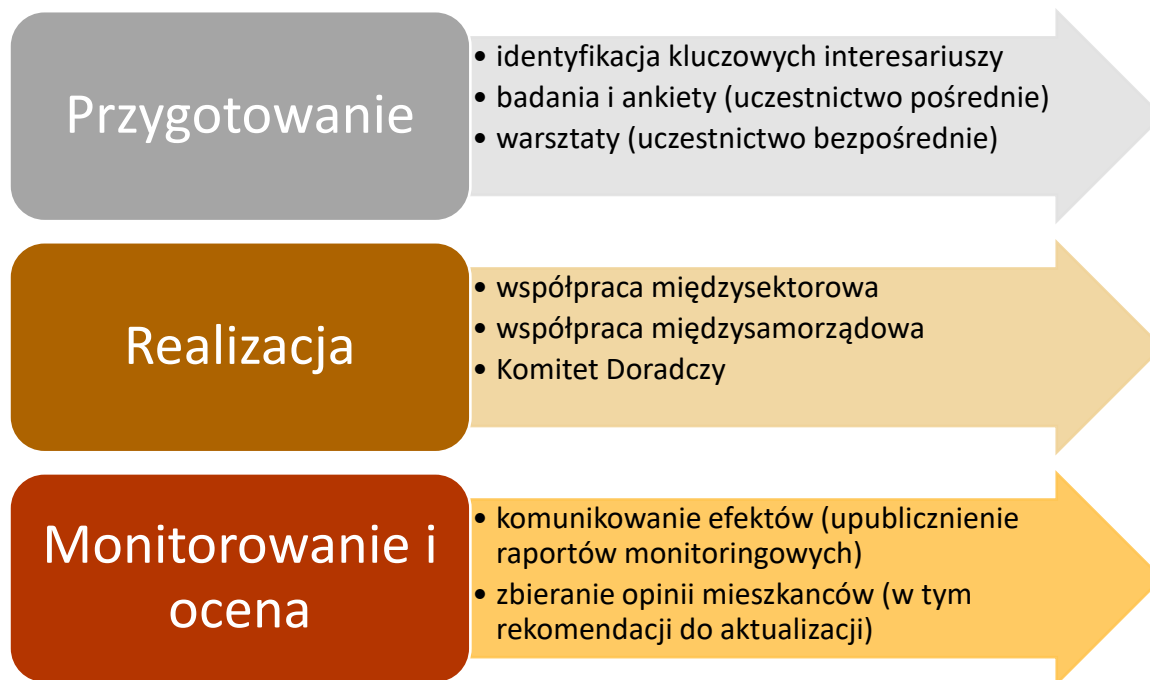 Przygotowanie
• identyfikacja kluczowych interesariuszy
• badania i ankiety (uczestnictwo pośrednie)
• warsztaty (uczestnictwo bezpośrednie)
Realizacja
• współpraca międzysektorowa
• współpraca międzysamorządowa
• Komitet Doradczy
Monitorowanie i
ocena
• komunikowanie efektów (upublicznienie
raportów monitoringowych)
• zbieranie opinii mieszkanców (w tym
rekomendacji do aktualizacji)